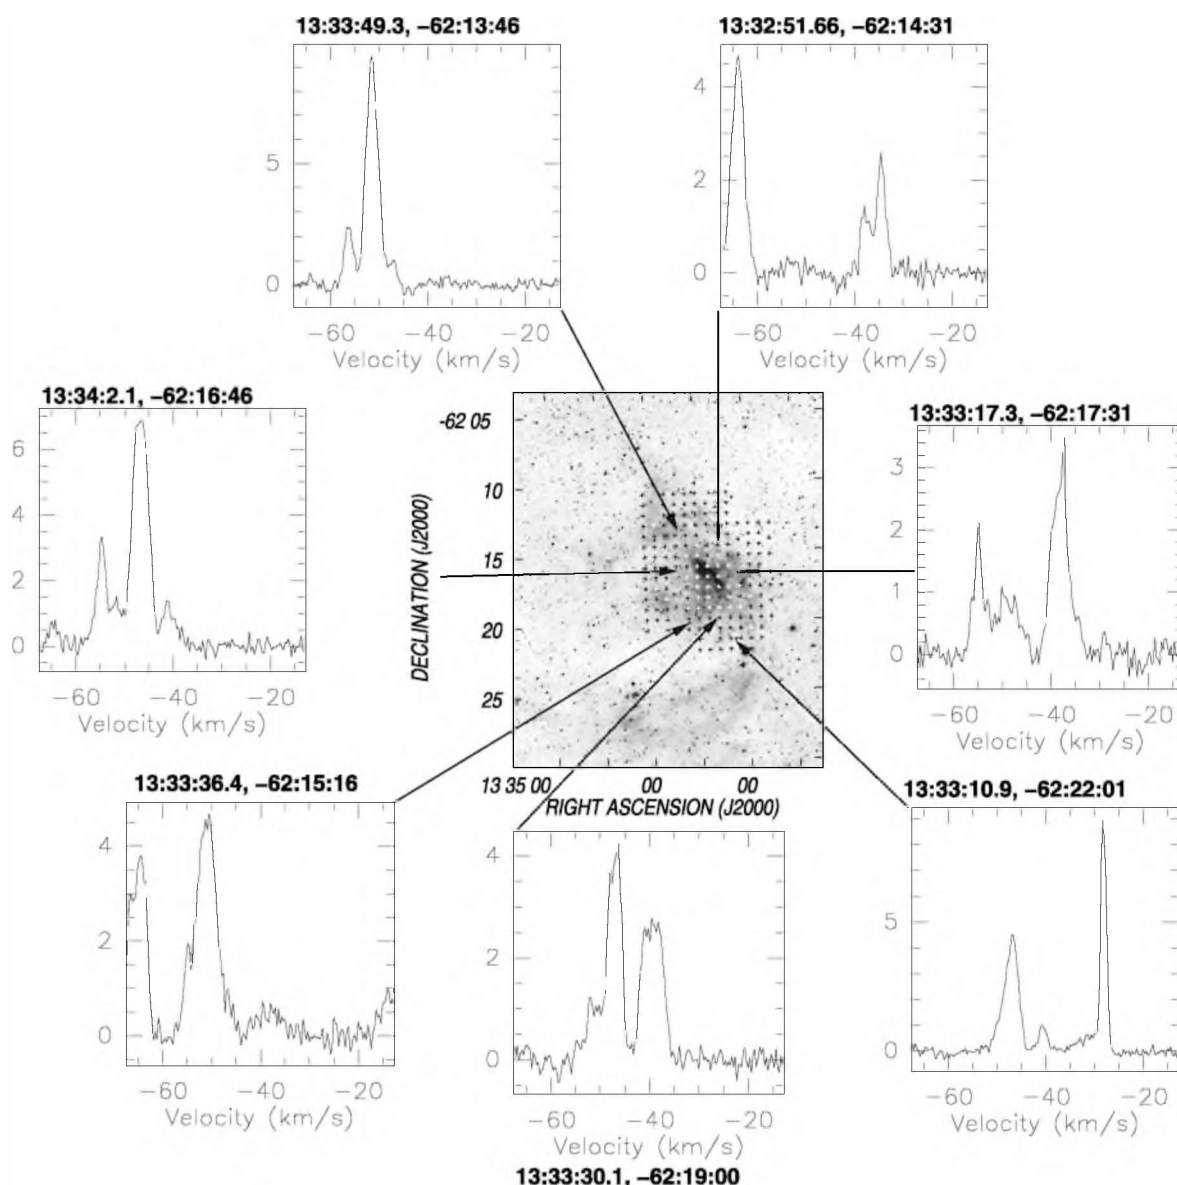 13:33:49.3, −62:13:46
13:32:51.66, −62:14:31
5
0
−60 −40 −20
Velocity (km/s)
4
2
0
−60 −40 −20
Velocity (km/s)
13:34:2.1, −62:16:46
6
4
2
0
−60 −40 −20
Velocity (km/s)
-62 05
10
15
20
25
DECLINATION (J2000)
13 35 00 00 00
RIGHT ASCENSION (J2000)
13:33:17.3, −62:17:31
3
2
1
0
−60 −40 −20
Velocity (km/s)
13:33:36.4, −62:15:16
4
2
0
−60 −40 −20
Velocity (km/s)
4
2
0
−60 −40 −20
Velocity (km/s)
13:33:30.1, −62:19:00
13:33:10.9, −62:22:01
5
0
−60 −40 −20
Velocity (km/s)